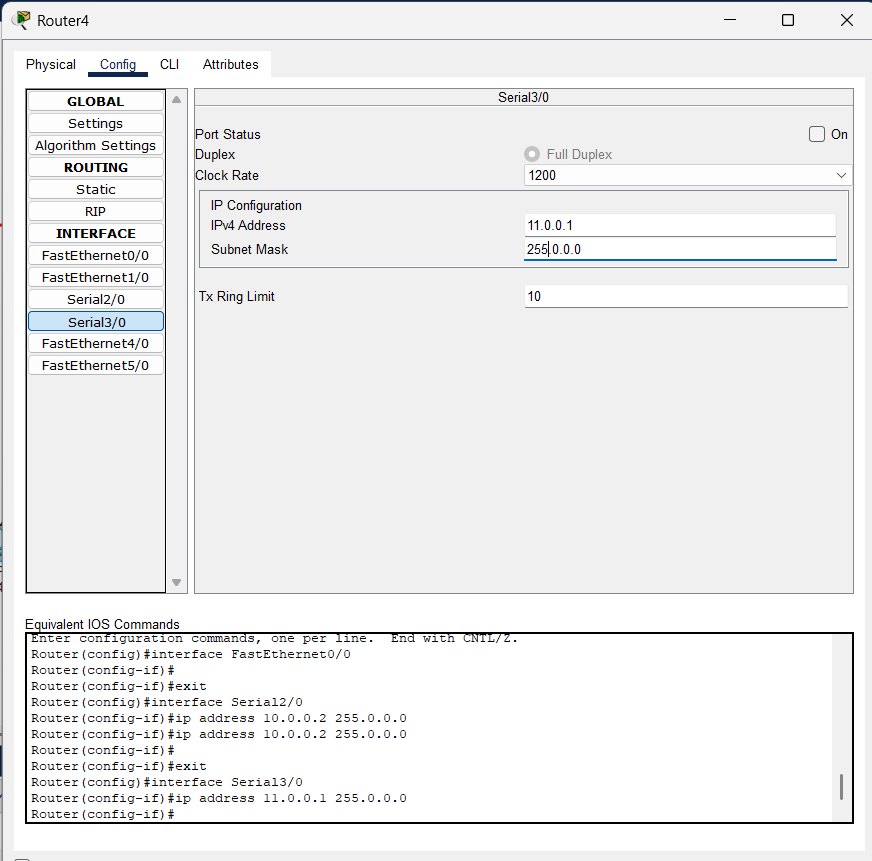 Router4
Physical Config CLI Attributes
GLOBAL
Settings
Algorithm Settings
ROUTING
Static
RIP
INTERFACE
FastEthernet0/0
FastEthernet1/0
Serial2/0
Serial3/0
FastEthernet4/0
FastEthernet5/0
Serial3/0
Port Status On
Duplex Full Duplex
Clock Rate 1200
IP Configuration
IPv4 Address 11.0.0.1
Subnet Mask 255.0.0.0
Tx Ring Limit 10
Equivalent IOS Commands
Enter configuration commands, one per line.  End with CNTL/Z.
Router(config)#interface FastEthernet0/0
Router(config-if)#
Router(config-if)#exit
Router(config)#interface Serial2/0
Router(config-if)#ip address 10.0.0.2 255.0.0.0
Router(config-if)#ip address 10.0.0.2 255.0.0.0
Router(config-if)#
Router(config-if)#exit
Router(config)#interface Serial3/0
Router(config-if)#ip address 11.0.0.1 255.0.0.0
Router(config-if)#